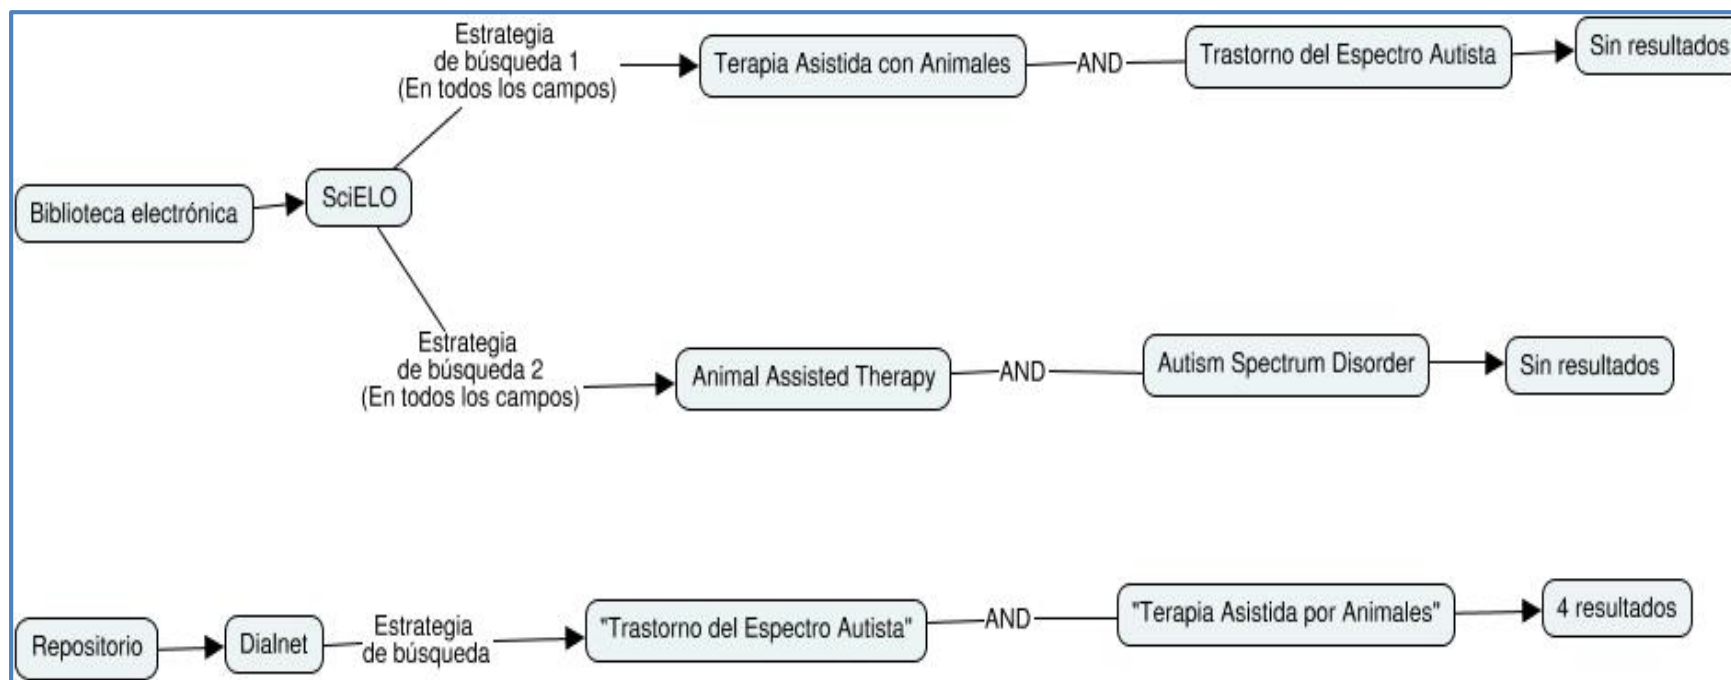 Estrategia
de búsqueda 1
(En todos los campos)
Terapia Asistida con Animales
AND
Trastorno del Espectro Autista
Sin resultados
Biblioteca electrónica
SciELO
Estrategia
de búsqueda 2
(En todos los campos)
Animal Assisted Therapy
AND
Autism Spectrum Disorder
Sin resultados
Repositorio
Dialnet
Estrategia
de búsqueda
"Trastorno del Espectro Autista"
AND
"Terapia Asistida por Animales"
4 resultados